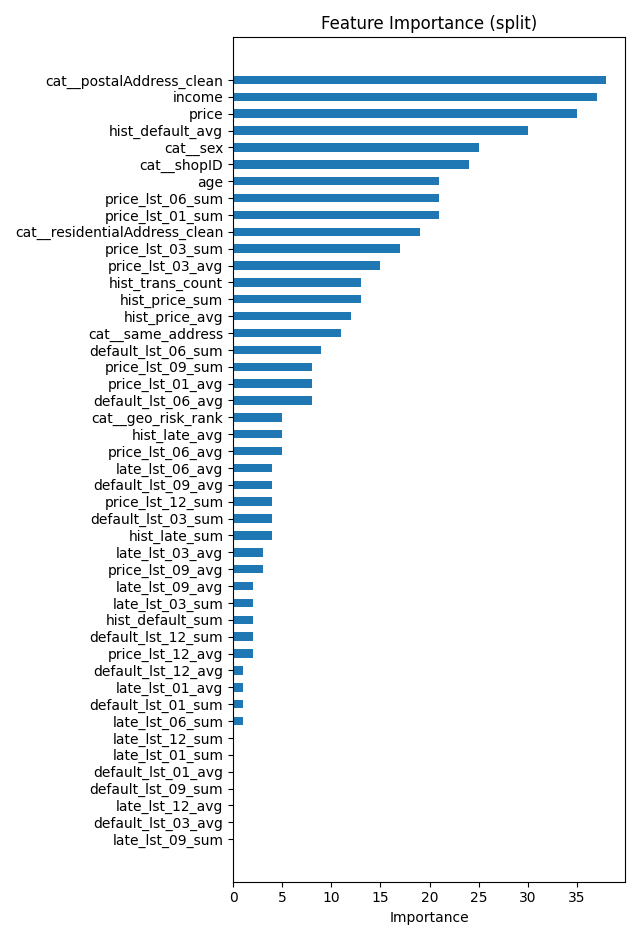 Feature Importance (split)
cat__postalAddress_clean
income
price
hist_default_avg
cat__sex
cat__shopID
age
price_lst_06_sum
price_lst_01_sum
cat__residentialAddress_clean
price_lst_03_sum
price_lst_03_avg
hist_trans_count
hist_price_sum
hist_price_avg
cat__same_address
default_lst_06_sum
price_lst_09_sum
price_lst_01_avg
default_lst_06_avg
cat__geo_risk_rank
hist_late_avg
price_lst_06_avg
late_lst_06_avg
default_lst_09_avg
price_lst_12_sum
default_lst_03_sum
hist_late_sum
late_lst_03_avg
price_lst_09_avg
late_lst_09_avg
late_lst_03_sum
hist_default_sum
default_lst_12_sum
price_lst_12_avg
default_lst_12_avg
late_lst_01_avg
default_lst_01_sum
late_lst_06_sum
late_lst_12_sum
late_lst_01_sum
default_lst_01_avg
default_lst_09_sum
late_lst_12_avg
default_lst_03_avg
late_lst_09_sum
0 5 10 15 20 25 30 35
Importance